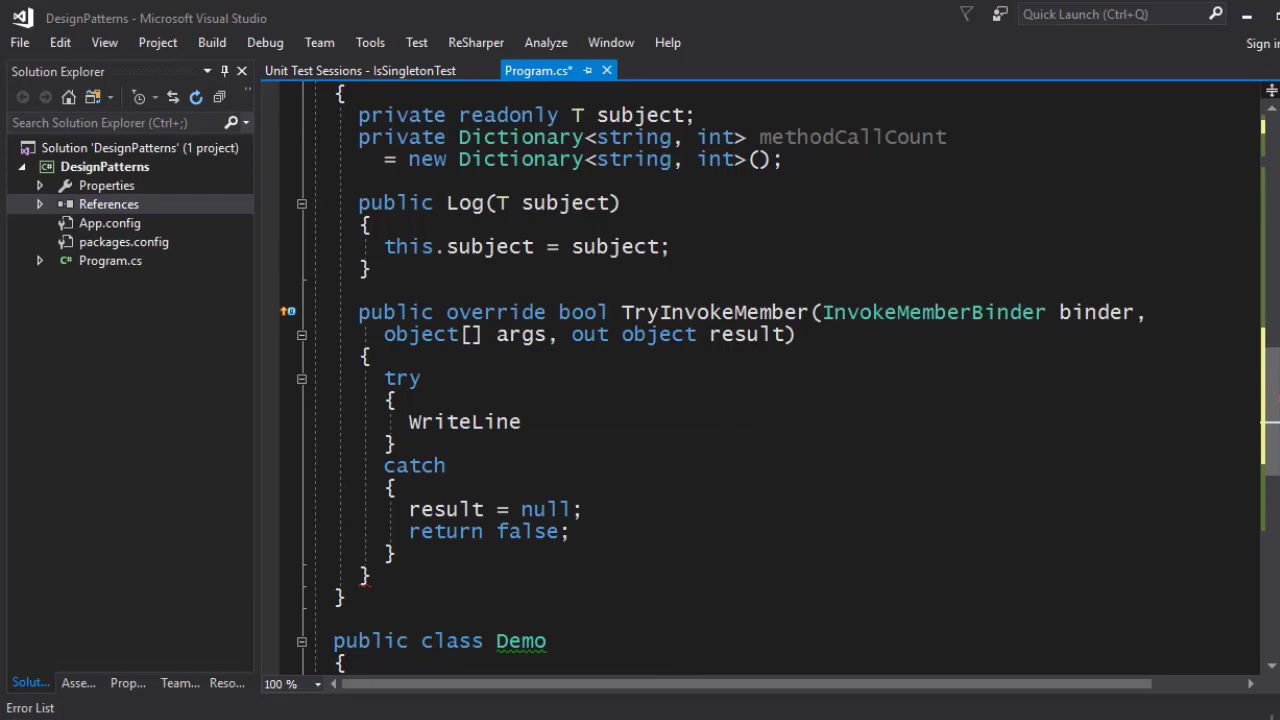 DesignPatterns - Microsoft Visual Studio
Quick Launch (Ctrl+Q)
File Edit View Project Build Debug Team Tools Test ReSharper Analyze Window Help
Sign in
Solution Explorer
Unit Test Sessions - IsSingletonTest
Program.cs*
Search Solution Explorer (Ctrl+;)
Solution 'DesignPatterns' (1 project)
DesignPatterns
Properties
References
App.config
packages.config
C# Program.cs
{
private readonly T subject;
private Dictionary<string, int> methodCallCount
= new Dictionary<string, int>();
public Log(T subject)
{
this.subject = subject;
}
public override bool TryInvokeMember(InvokeMemberBinder binder,
object[] args, out object result)
{
try
{
WriteLine
}
catch
{
result = null;
return false;
}
}
}
public class Demo
{
Solut... Asse... Prop... Team... Reso...
100 %
Error List